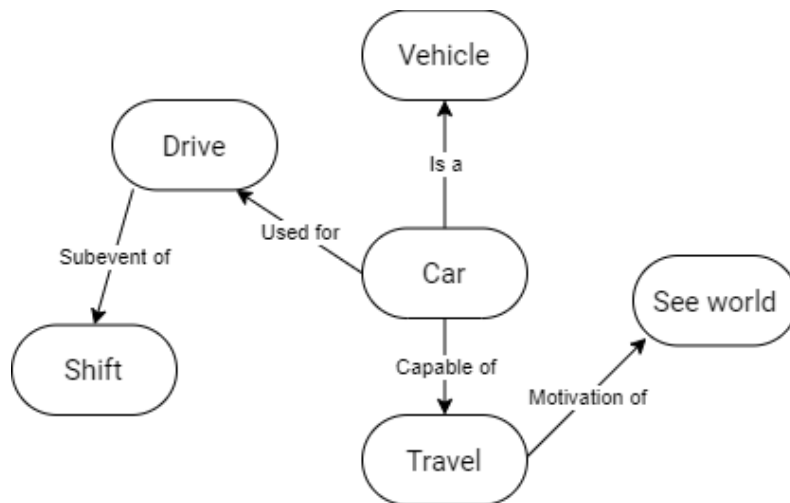 Vehicle
Drive
Is a
Used for
Subevent of
Car
See world
Shift
Capable of
Motivation of
Travel